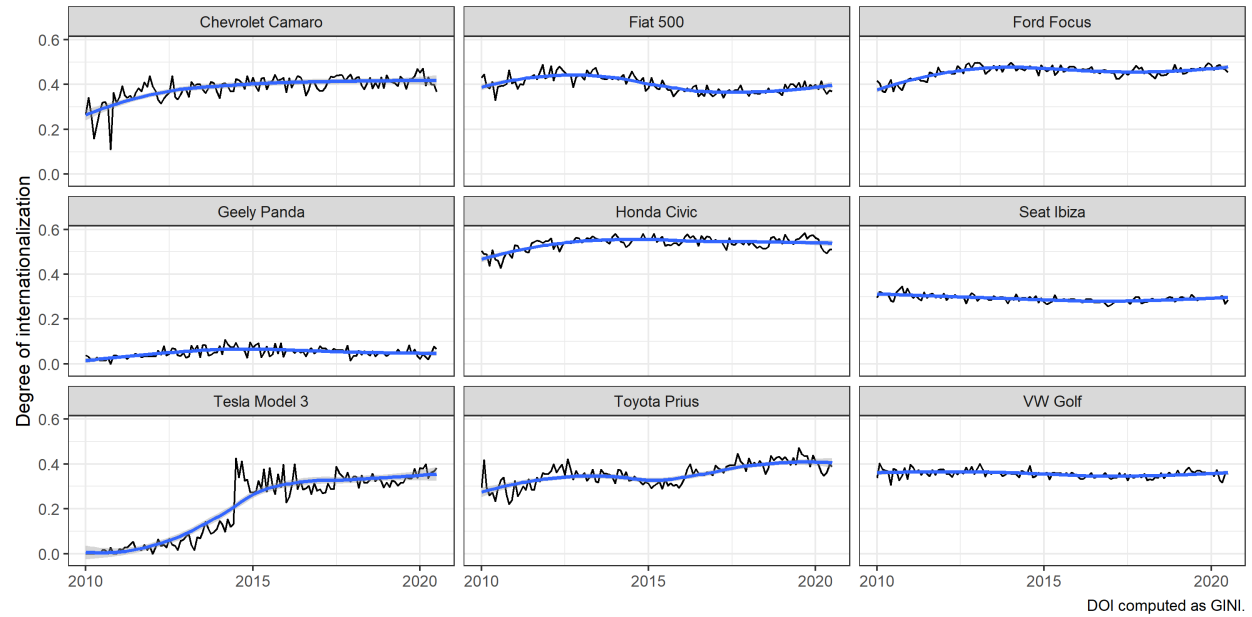 Chevrolet Camaro
Fiat 500
Ford Focus
0.6
0.4
0.2
0.0
Geely Panda
Honda Civic
Seat Ibiza
0.6
0.4
0.2
0.0
Tesla Model 3
Toyota Prius
VW Golf
0.6
0.4
0.2
0.0
2010 2015 2020
2010 2015 2020
2010 2015 2020
Degree of internationalization
DOI computed as GINI.